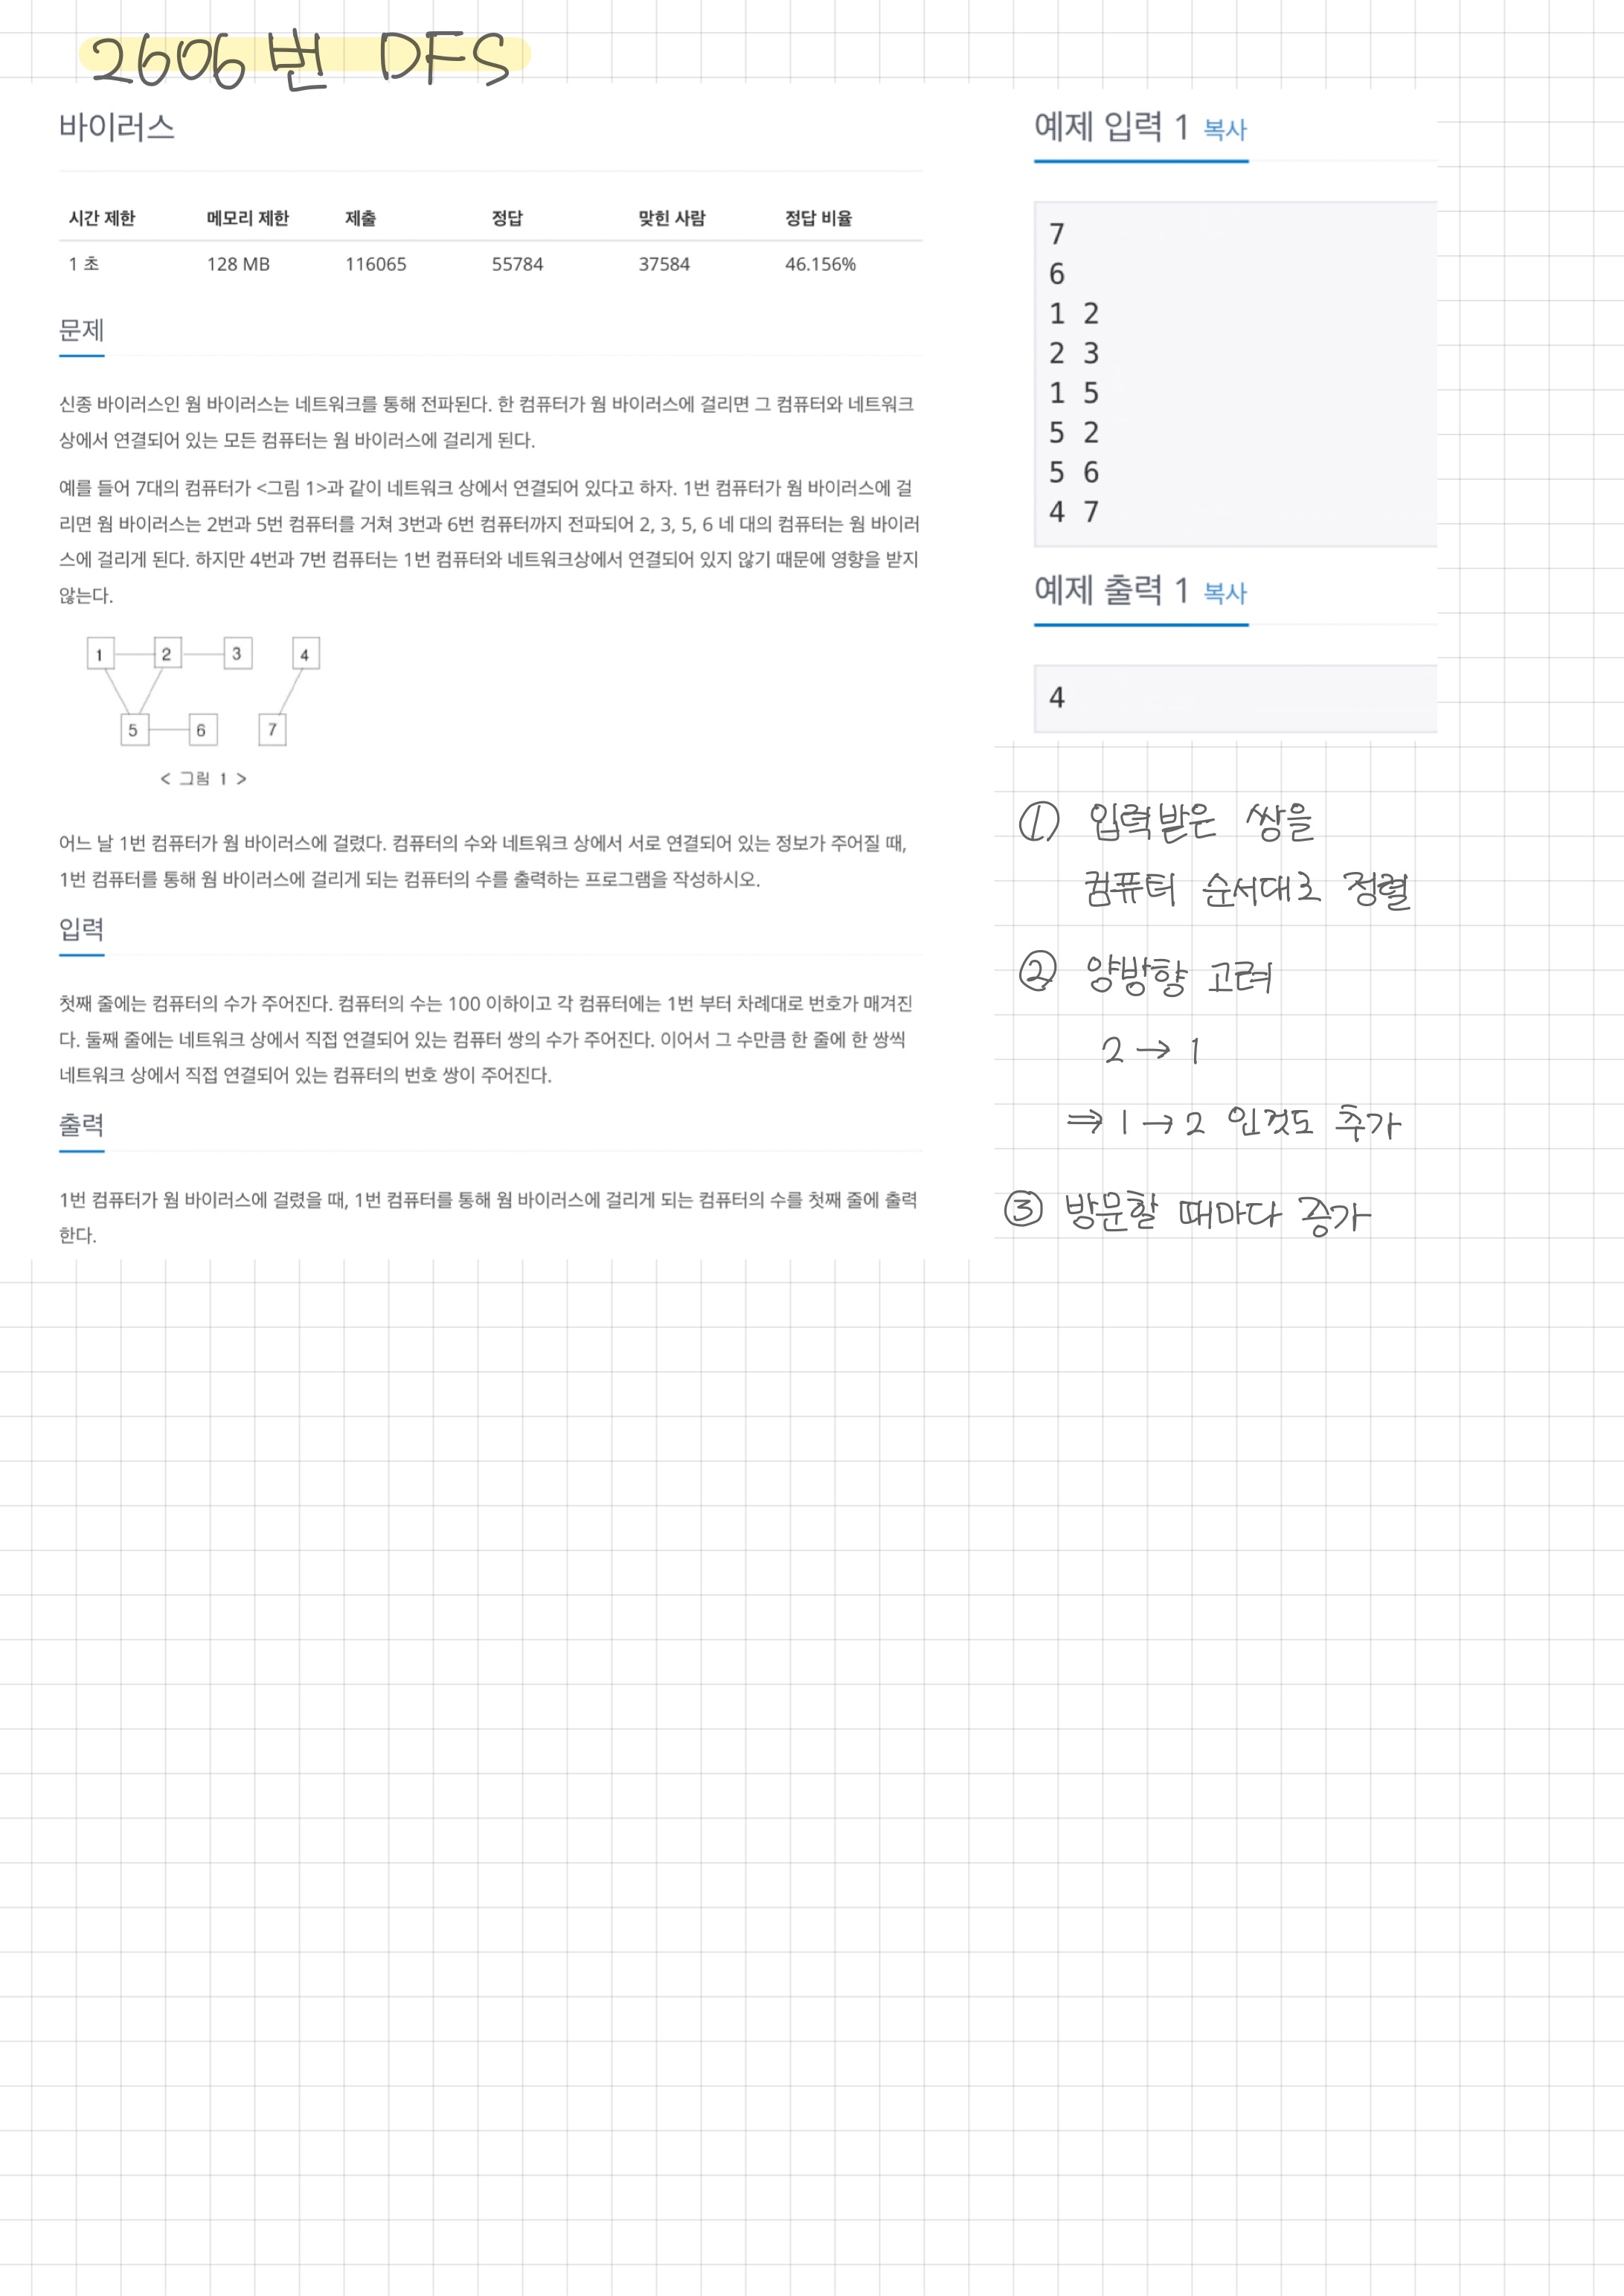 2606번 DFS
바이러스
시간 제한 메모리 제한 제출 정답 맞힌 사람 정답 비율
1 초 128 MB 116065 55784 37584 46.156%
문제
신종 바이러스인 웜 바이러스는 네트워크를 통해 전파된다. 한 컴퓨터가 웜 바이러스에 걸리면 그 컴퓨터와 네트워크
상에서 연결되어 있는 모든 컴퓨터는 웜 바이러스에 걸리게 된다.
예를 들어 7대의 컴퓨터가 <그림 1>과 같이 네트워크 상에서 연결되어 있다고 하자. 1번 컴퓨터가 웜 바이러스에 걸
리면 웜 바이러스는 2번과 5번 컴퓨터를 거쳐 3번과 6번 컴퓨터까지 전파되어 2, 3, 5, 6 네 대의 컴퓨터는 웜 바이러
스에 걸리게 된다. 하지만 4번과 7번 컴퓨터는 1번 컴퓨터와 네트워크상에서 연결되어 있지 않기 때문에 영향을 받지
않는다.
1 2 3 4
5 6 7
< 그림 1 >
어느 날 1번 컴퓨터가 웜 바이러스에 걸렸다. 컴퓨터의 수와 네트워크 상에서 서로 연결되어 있는 정보가 주어질 때,
1번 컴퓨터를 통해 웜 바이러스에 걸리게 되는 컴퓨터의 수를 출력하는 프로그램을 작성하시오.
입력
첫째 줄에는 컴퓨터의 수가 주어진다. 컴퓨터의 수는 100 이하이고 각 컴퓨터에는 1번 부터 차례대로 번호가 매겨진
다. 둘째 줄에는 네트워크 상에서 직접 연결되어 있는 컴퓨터 쌍의 수가 주어진다. 이어서 그 수만큼 한 줄에 한 쌍씩
네트워크 상에서 직접 연결되어 있는 컴퓨터의 번호 쌍이 주어진다.
출력
1번 컴퓨터가 웜 바이러스에 걸렸을 때, 1번 컴퓨터를 통해 웜 바이러스에 걸리게 되는 컴퓨터의 수를 첫째 줄에 출력
한다.
예제 입력 1 복사
7
6
1 2
2 3
1 5
5 2
5 6
4 7
예제 출력 1 복사
4
① 입력받은 쌍을
컴퓨터 순서대로 정렬
② 양방향 고려
2 → 1
⇒ 1 → 2 인것도 추가
③ 방문할 때마다 증가